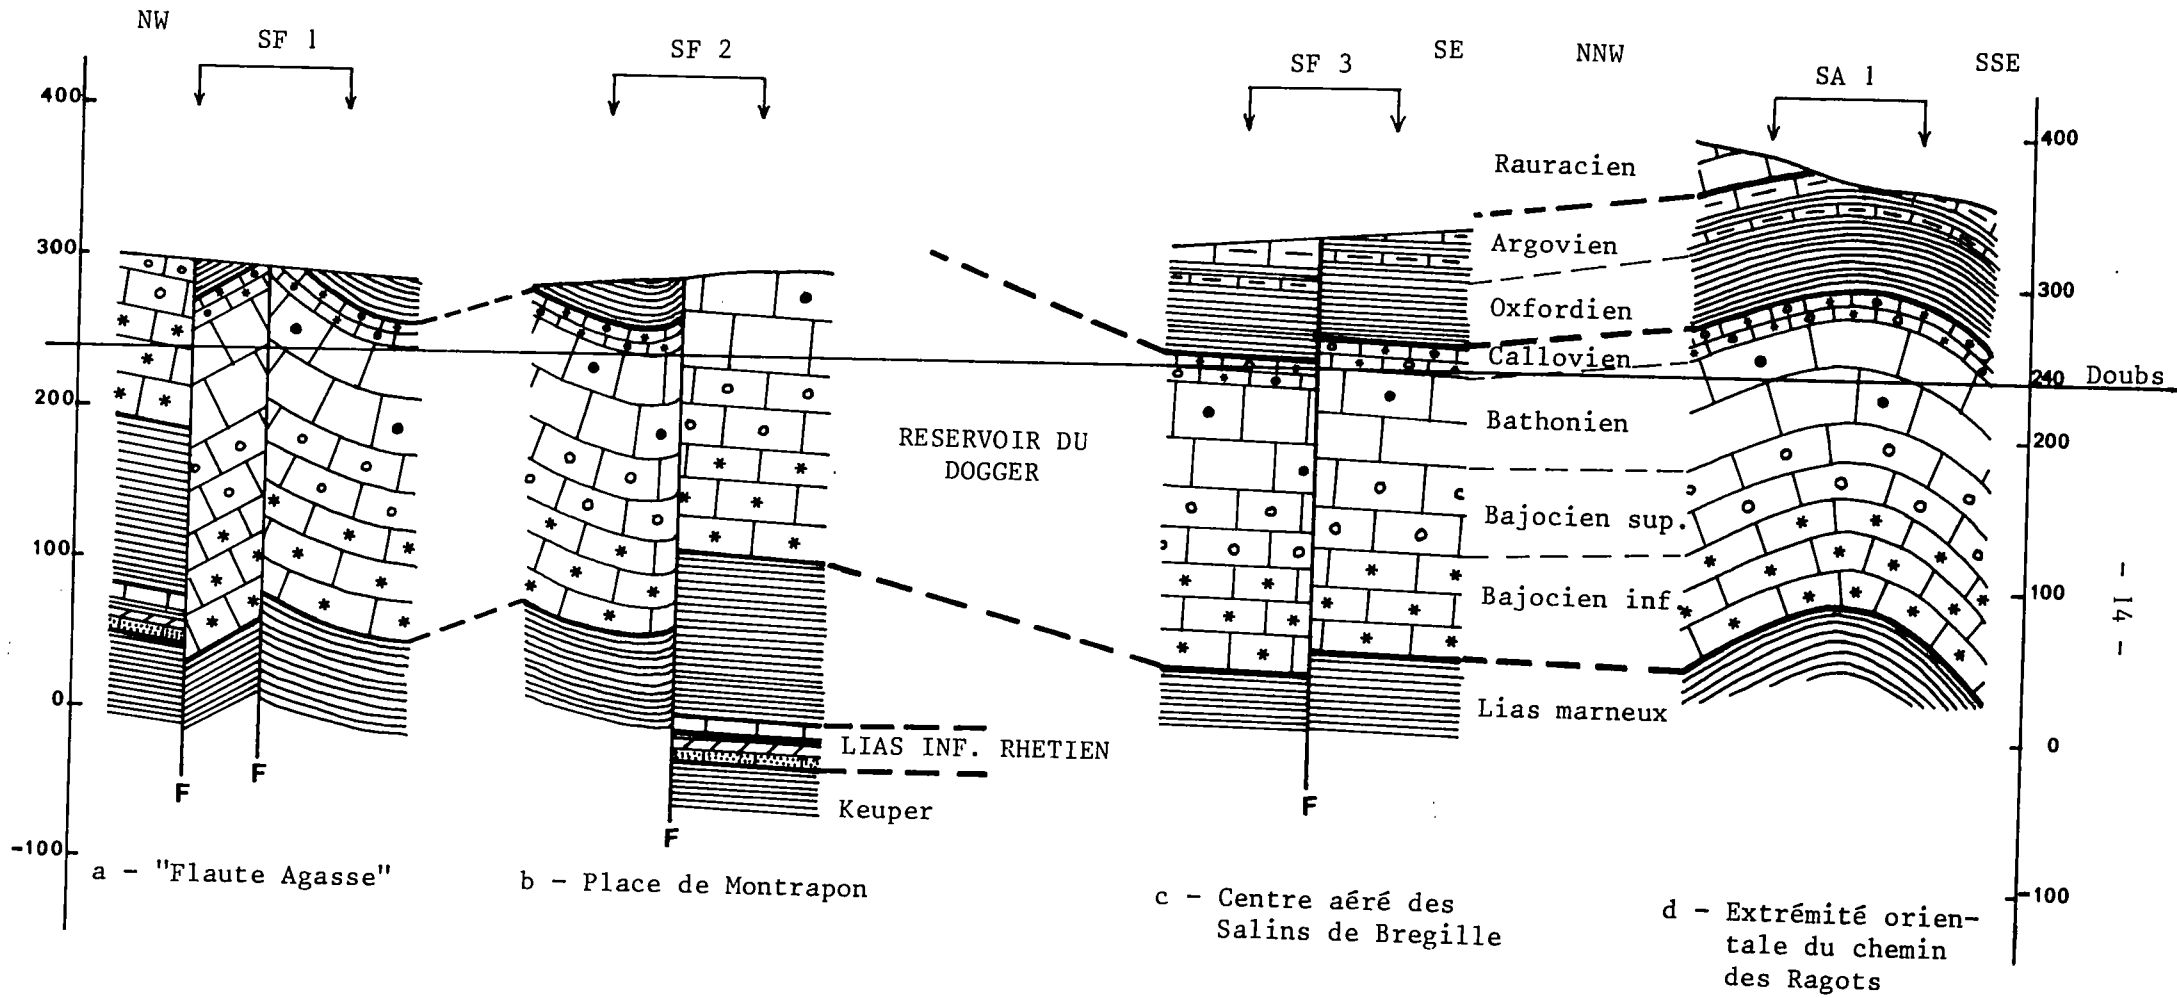 NW
SF 1
SF 2
SF 3
SE
NNW
SA 1
SSE
400
300
200
100
0
-100
400
300
240 Doubs
200
100
0
-100
Rauracien
Argovien
Oxfordien
Callovien
Bathonien
Bajocien sup.
Bajocien inf.
Lias marneux
RESERVOIR DU
DOGGER
LIAS INF. RHETIEN
Keuper
F
F
F
F
a - "Flaute Agasse"
b - Place de Montrapon
c - Centre aéré des
Salins de Bregille
d - Extrémité orien-
tale du chemin
des Ragots
- 14 -